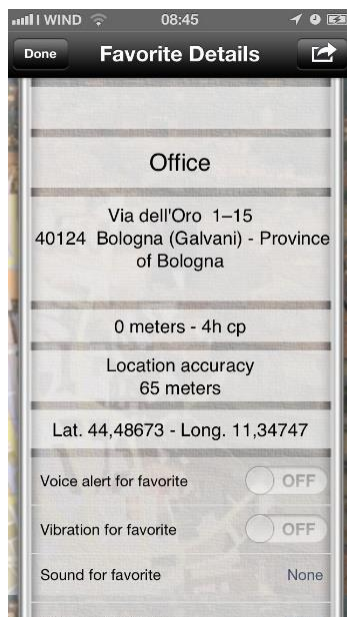 I WIND 08:45
Done Favorite Details
Office
Via dell'Oro 1–15
40124 Bologna (Galvani) - Province
of Bologna
0 meters - 4h cp
Location accuracy
65 meters
Lat. 44,48673 - Long. 11,34747
Voice alert for favorite OFF
Vibration for favorite OFF
Sound for favorite None